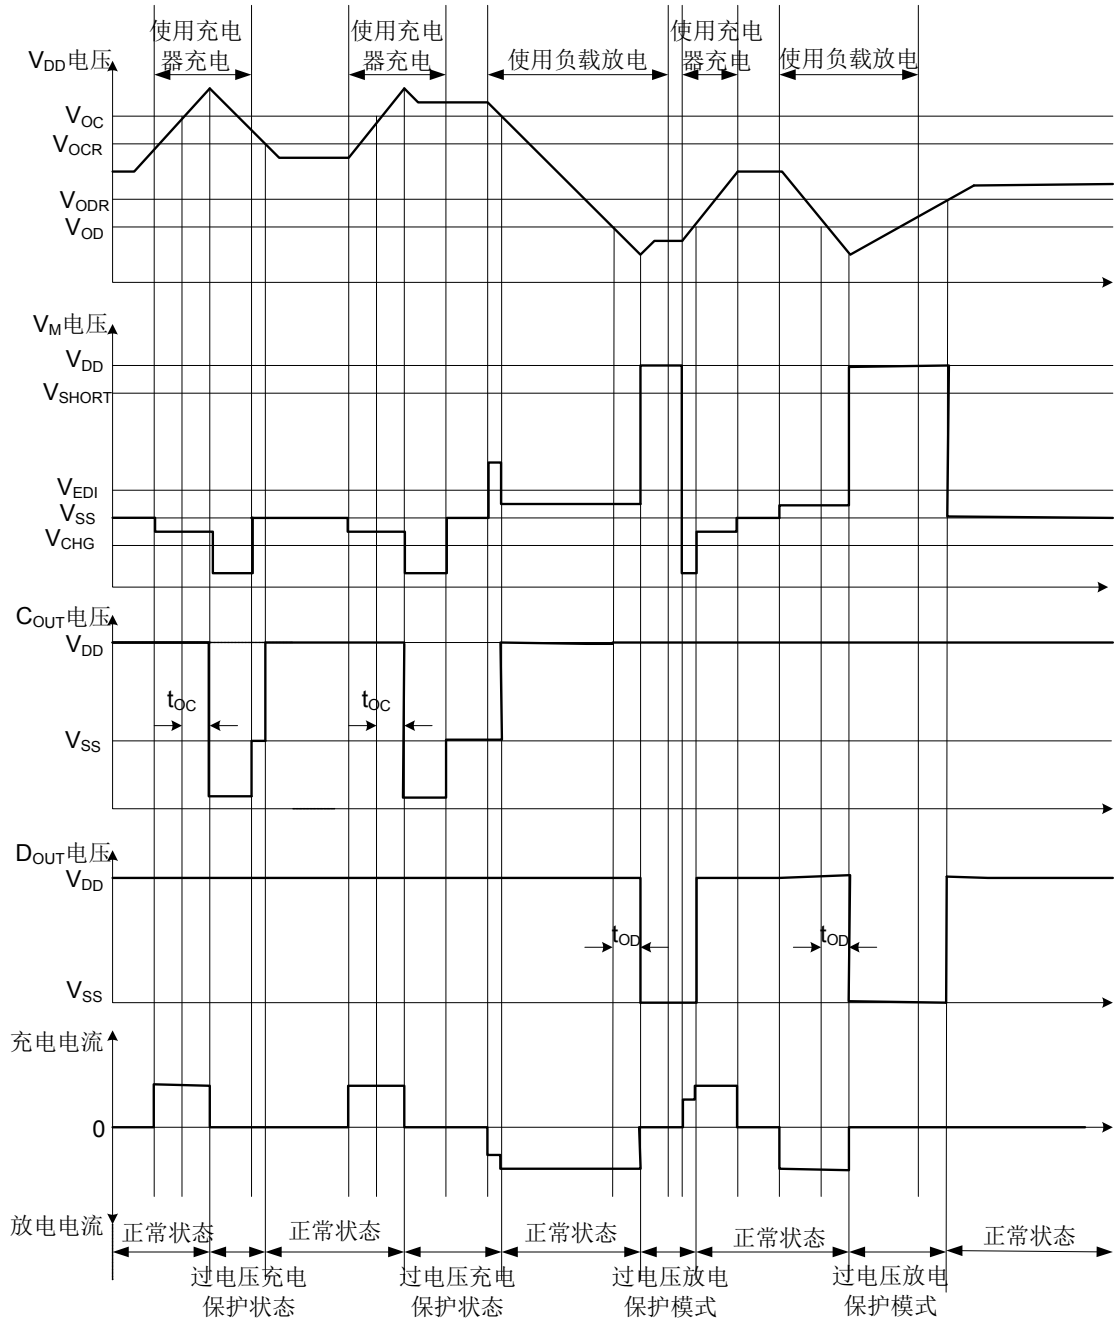 使用充电
器充电
使用充电
器充电
使用负载放电
使用充电
器充电
使用负载放电
VDD电压
VOC
VOCR
VODR
VOD
VM电压
VDD
VSHORT
VEDI
VSS
VCHG
COUT电压
VDD
tOC
tOC
VSS
DOUT电压
VDD
tOD
tOD
VSS
充电电流
0
放电电流
正常状态
正常状态
正常状态
正常状态
正常状态
过电压充电
保护状态
过电压充电
保护状态
过电压放电
保护模式
过电压放电
保护模式